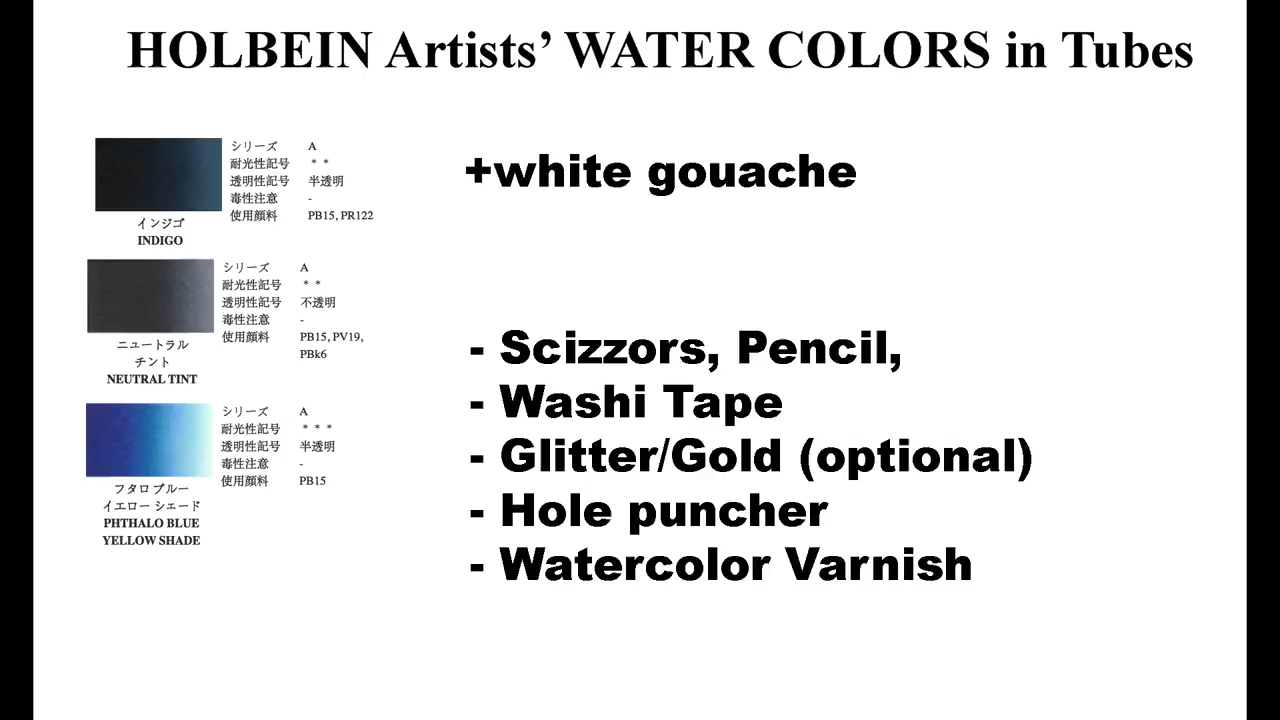 HOLBEIN Artists’ WATER COLORS in Tubes
シリーズ A
耐光性記号 * *
透明性記号 半透明
毒性注意 -
使用顔料 PB15, PR122
インジゴ
INDIGO
+white gouache
シリーズ A
耐光性記号 * *
透明性記号 不透明
毒性注意 -
使用顔料 PB15, PV19,
PBk6
ニュートラル
チント
NEUTRAL TINT
シリーズ A
耐光性記号 * * *
透明性記号 半透明
毒性注意 -
使用顔料 PB15
フタロ ブルー
イエロー シェード
PHTHALO BLUE
YELLOW SHADE
- Scizzors, Pencil,
- Washi Tape
- Glitter/Gold (optional)
- Hole puncher
- Watercolor Varnish